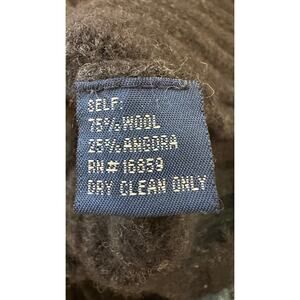 SELF:
75% WOOL
25% ANGORA
RN# 16859
DRY CLEAN ONLY